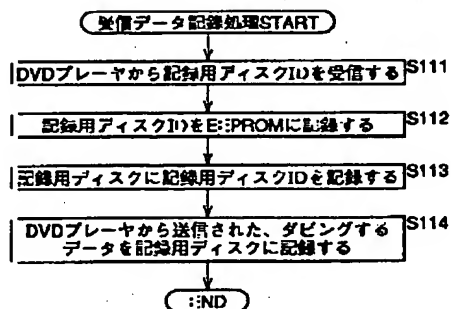 受信データ記録処理START
DVDプレーヤから記録用ディスクIDを受信する
S111
記録用ディスクIDをEEPROMに記録する
S112
記録用ディスクに記録用ディスクIDを記録する
S113
DVDプレーヤから送信された、ダビングする
データを記録用ディスクに記録する
S114
END